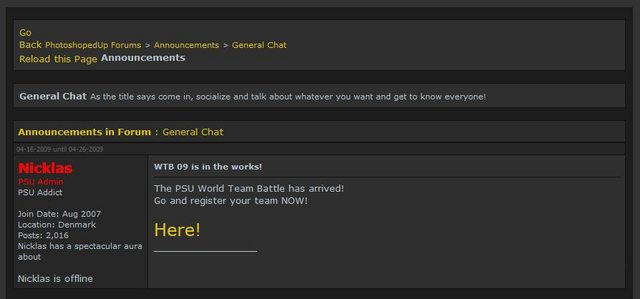 Go
Back PhotoshopedUp Forums > Announcements > General Chat
Reload this Page Announcements
General Chat As the title says come in, socialize and talk about whatever you want and get to know everyone!
Announcements in Forum : General Chat
04-16-2009 until 04-26-2009
Nicklas
PSU Admin
PSU Addict
Join Date: Aug 2007
Location: Denmark
Posts: 2,016
Nicklas has a spectacular aura
about
Nicklas is offline
WTB 09 is in the works!
The PSU World Team Battle has arrived!
Go and register your team NOW!
Here!